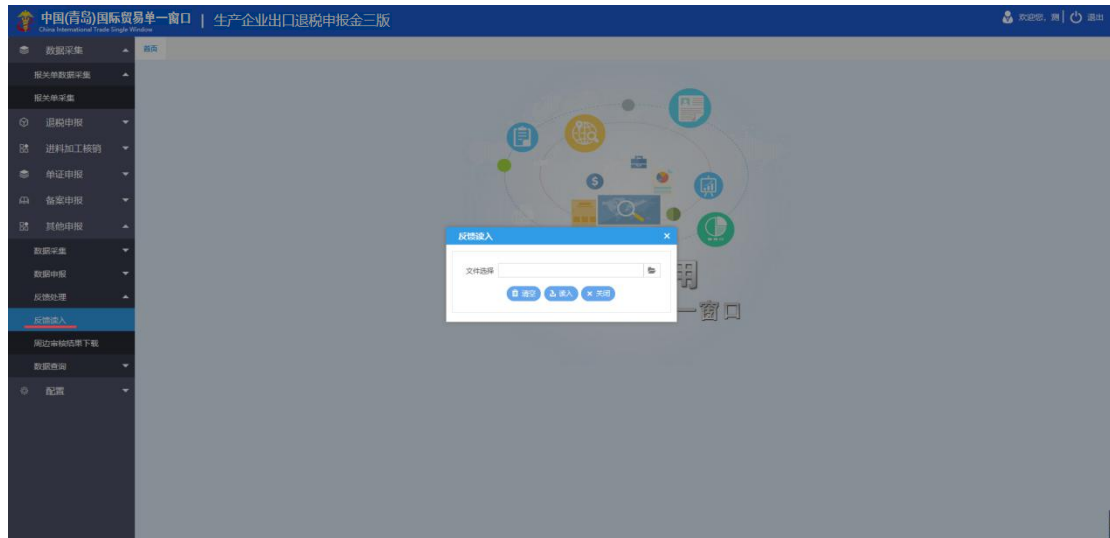 中国(青岛)国际贸易单一窗口 | 生产企业出口退税申报金三版
China International Trade Single Window
欢迎您, 测 | 退出
数据采集
首页
报关单数据采集
报关单采集
退税申报
进料加工核销
单证申报
备案申报
其他申报
数据采集
数据申报
反馈处理
反馈读入
周边审核结果下载
数据查询
配置
反馈读入
文件选择
清空 读入 关闭
用
一窗口